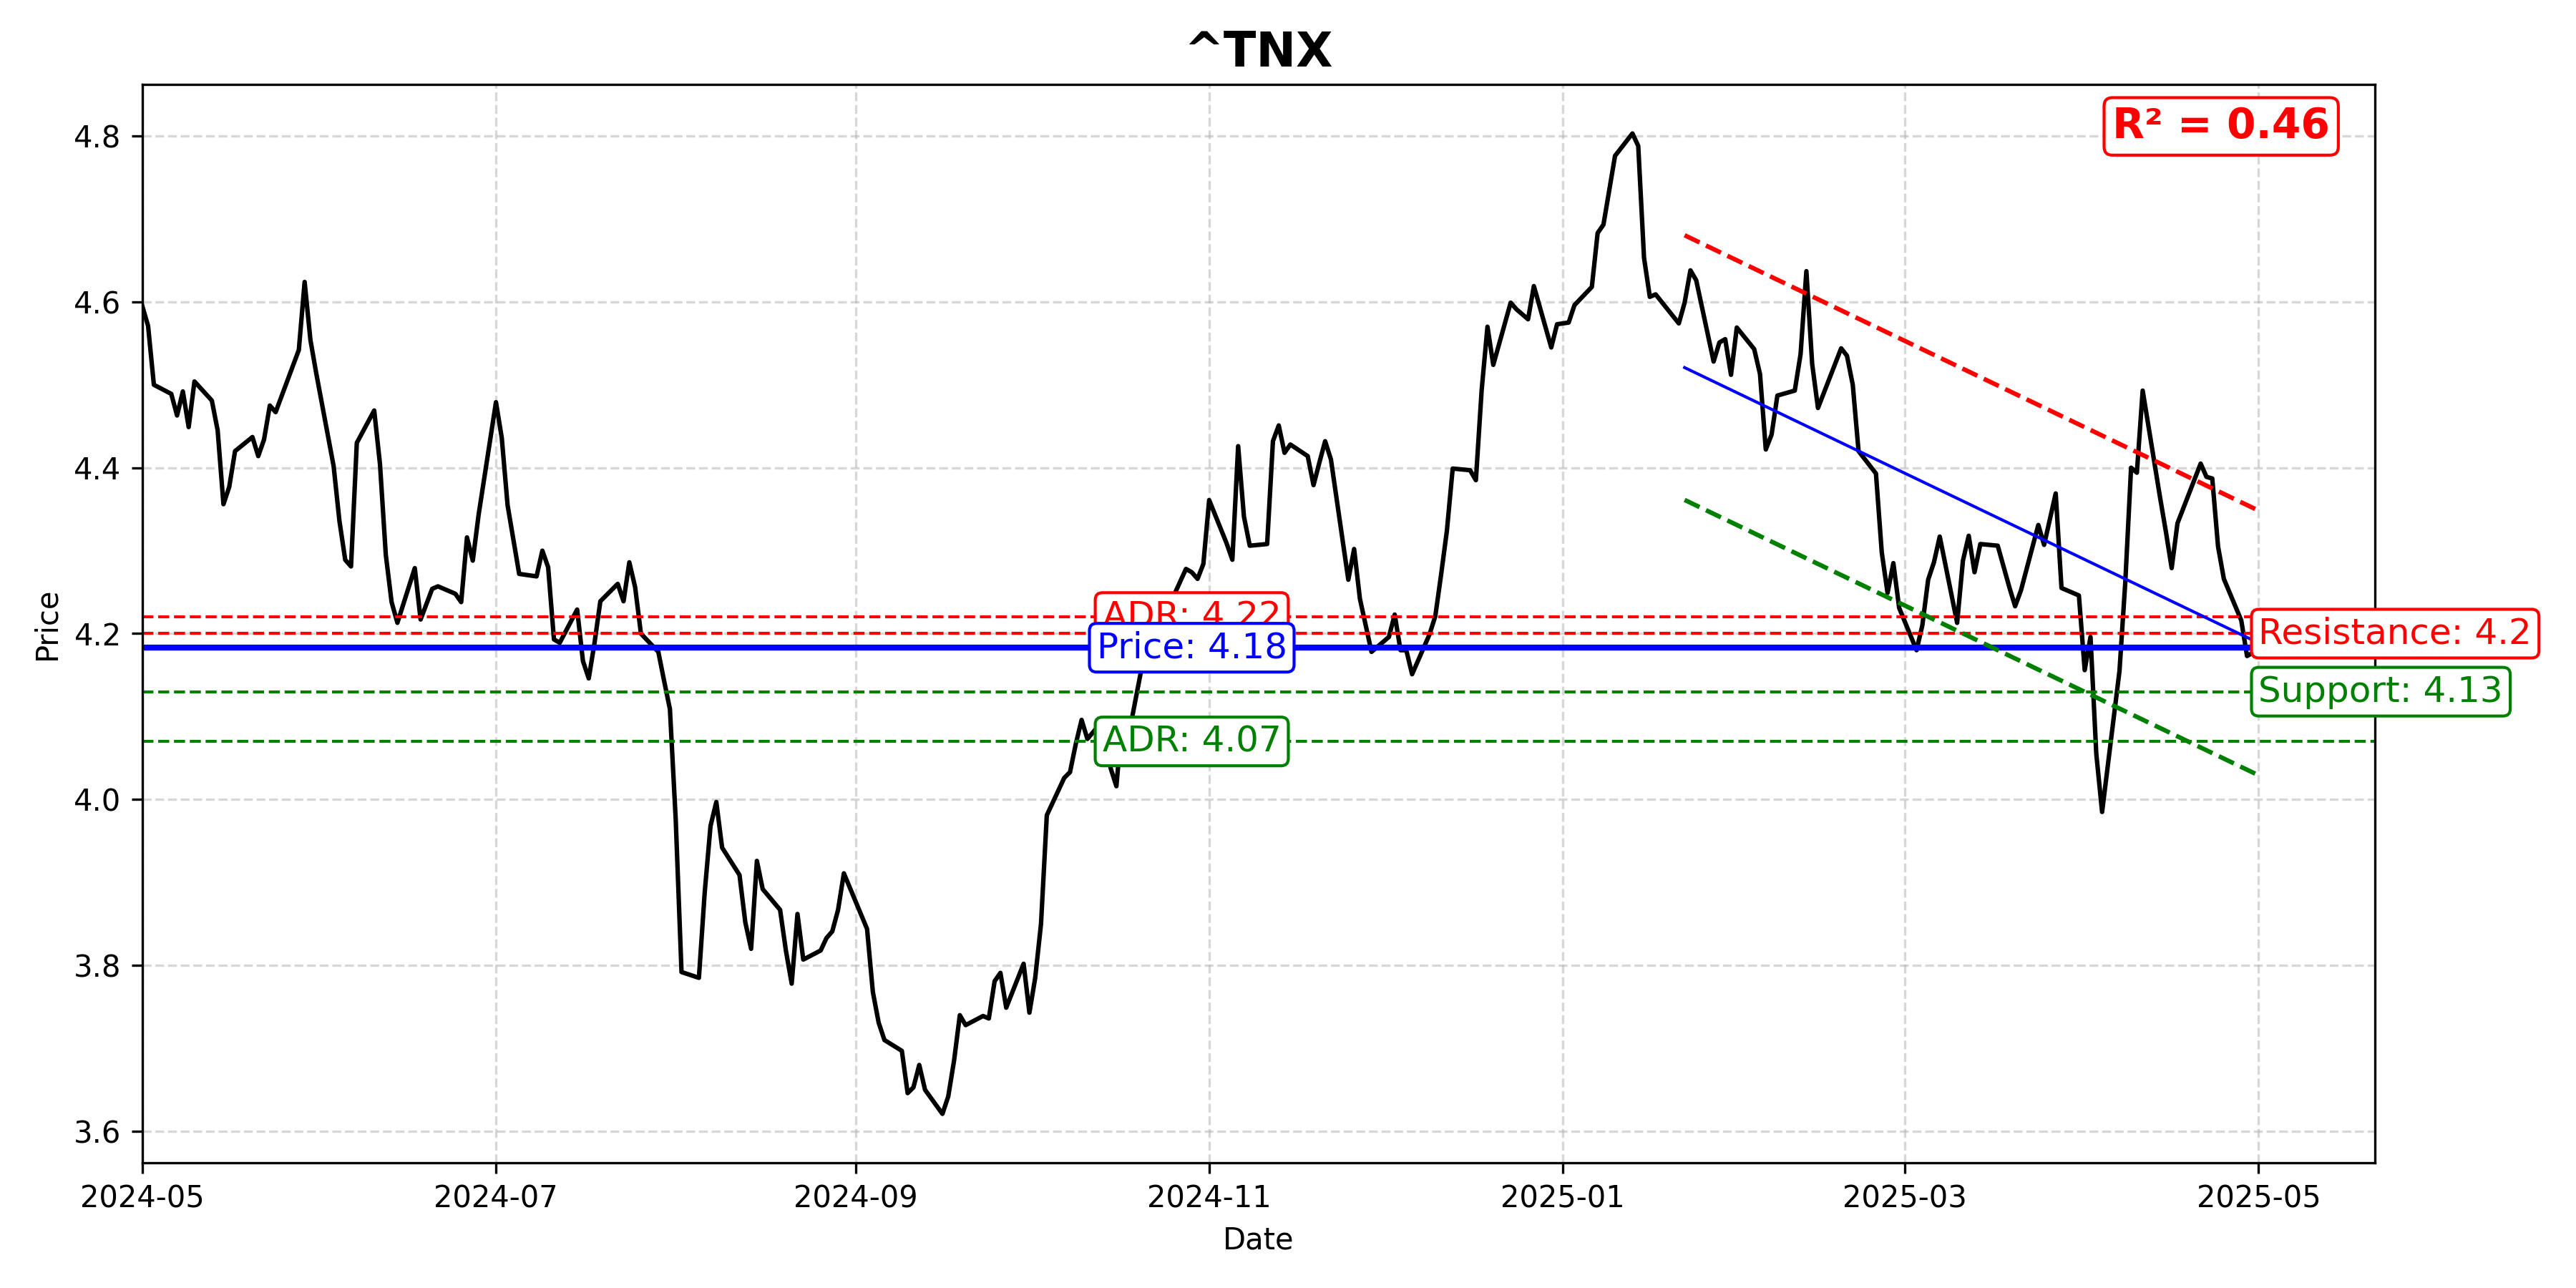 ^TNX
R² = 0.46
4.8
4.6
4.4
4.2
4.0
3.8
3.6
Price
ADR: 4.22
Price: 4.18
ADR: 4.07
Resistance: 4.2
Support: 4.13
2024-05
2024-07
2024-09
2024-11
2025-01
2025-03
2025-05
Date